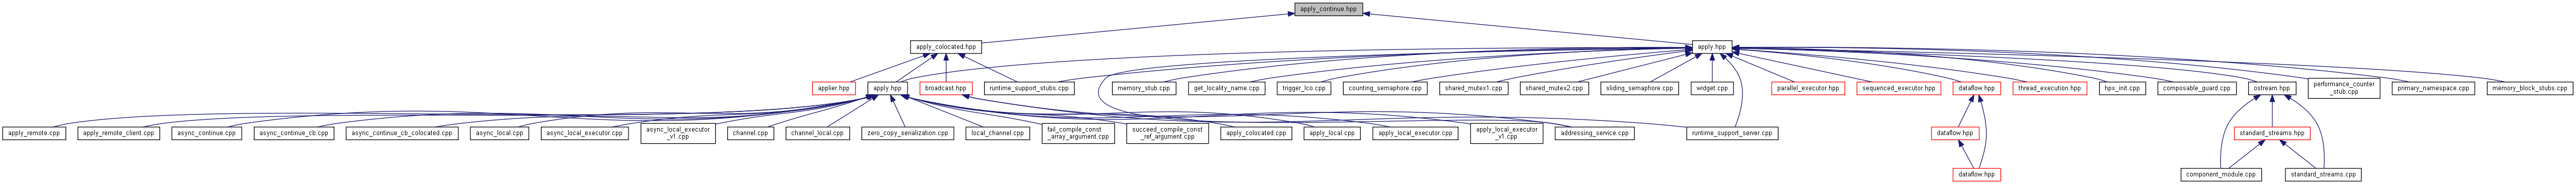 apply_continue.hpp
apply_colocated.hpp
apply.hpp
applier.hpp
apply.hpp
broadcast.hpp
runtime_support_stubs.cpp
memory_stub.cpp
get_locality_name.cpp
trigger_lco.cpp
counting_semaphore.cpp
shared_mutex1.cpp
shared_mutex2.cpp
sliding_semaphore.cpp
widget.cpp
parallel_executor.hpp
sequenced_executor.hpp
dataflow.hpp
thread_execution.hpp
hpx_init.cpp
composable_guard.cpp
ostream.hpp
performance_counter
_stub.cpp
primary_namespace.cpp
memory_block_stubs.cpp
apply_remote.cpp
apply_remote_client.cpp
async_continue.cpp
async_continue_cb.cpp
async_continue_cb_colocated.cpp
async_local.cpp
async_local_executor.cpp
async_local_executor
_v1.cpp
channel.cpp
channel_local.cpp
zero_copy_serialization.cpp
local_channel.cpp
fail_compile_const
_array_argument.cpp
succeed_compile_const
_ref_argument.cpp
apply_colocated.cpp
apply_local.cpp
apply_local_executor.cpp
apply_local_executor
_v1.cpp
addressing_service.cpp
runtime_support_server.cpp
dataflow.hpp
standard_streams.hpp
dataflow.hpp
component_module.cpp
standard_streams.cpp